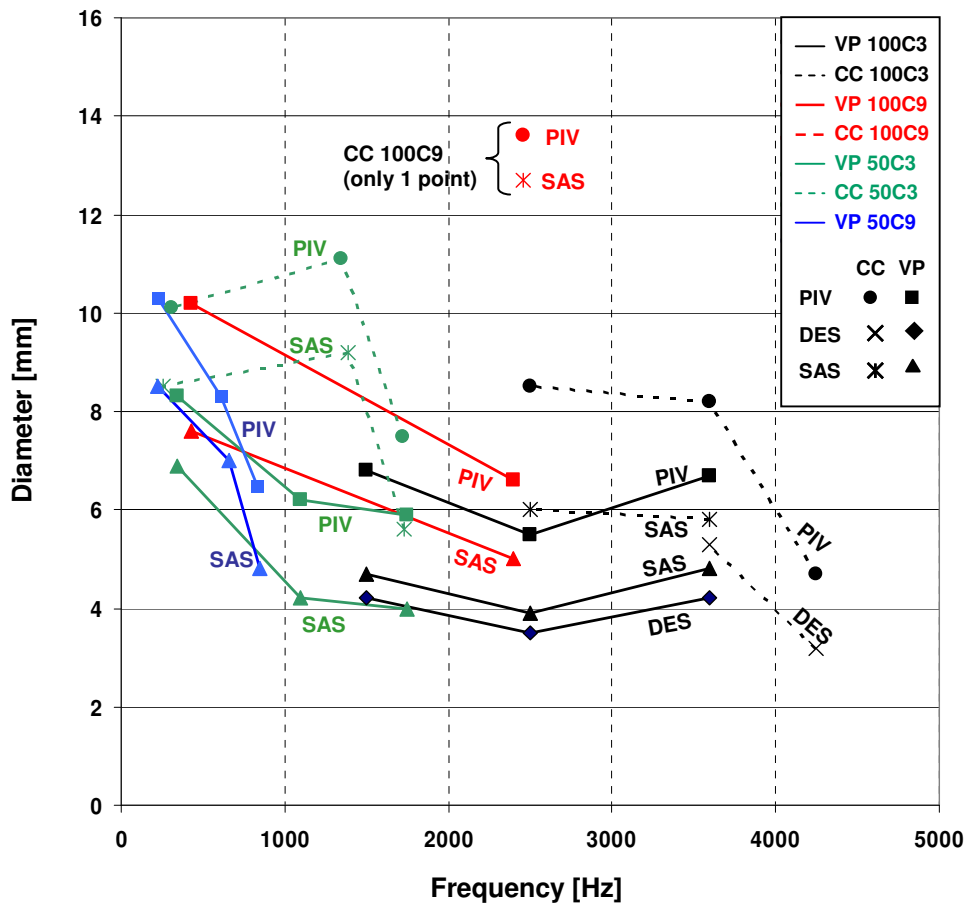 16
14
12
10
8
6
4
2
0
Diameter [mm]
0
1000
2000
3000
4000
5000
Frequency [Hz]
CC 100C9
(only 1 point)
PIV
SAS
PIV
SAS
PIV
SAS
PIV
SAS
PIV
SAS
PIV
SAS
SAS
DES
PIV
DES
VP 100C3
CC 100C3
VP 100C9
CC 100C9
VP 50C3
CC 50C3
VP 50C9
CC VP
PIV
DES
SAS